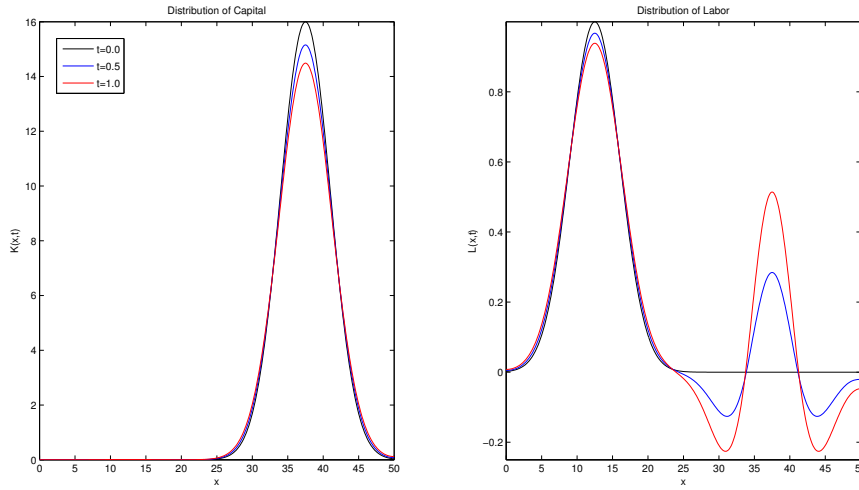 Distribution of Capital
16
14
12
10
8
6
4
2
0
K(x,t)
t=0.0
t=0.5
t=1.0
0 5 10 15 20 25 30 35 40 45 50
x
Distribution of Labor
0.8
0.6
0.4
0.2
0
−0.2
L(x,t)
0 5 10 15 20 25 30 35 40 45 50
x